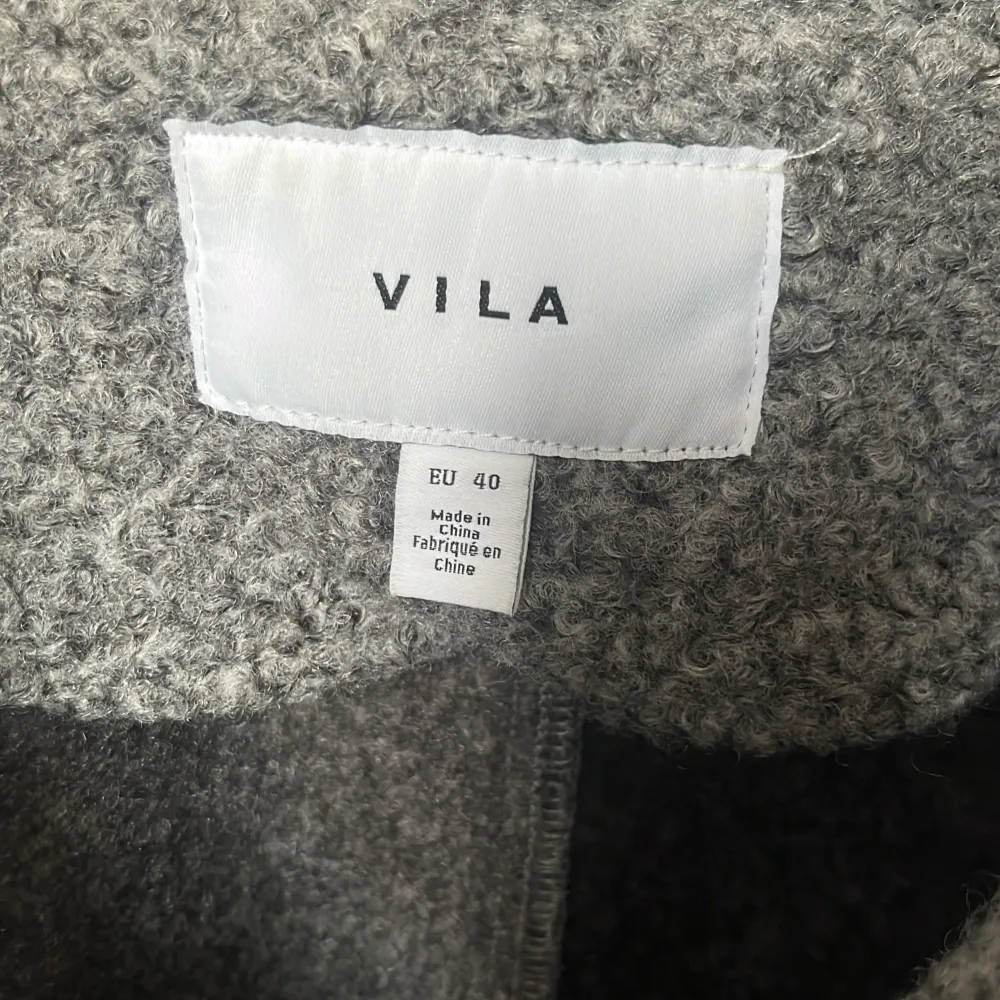 VILA
EU 40
Made in
China
Fabriqué en
Chine